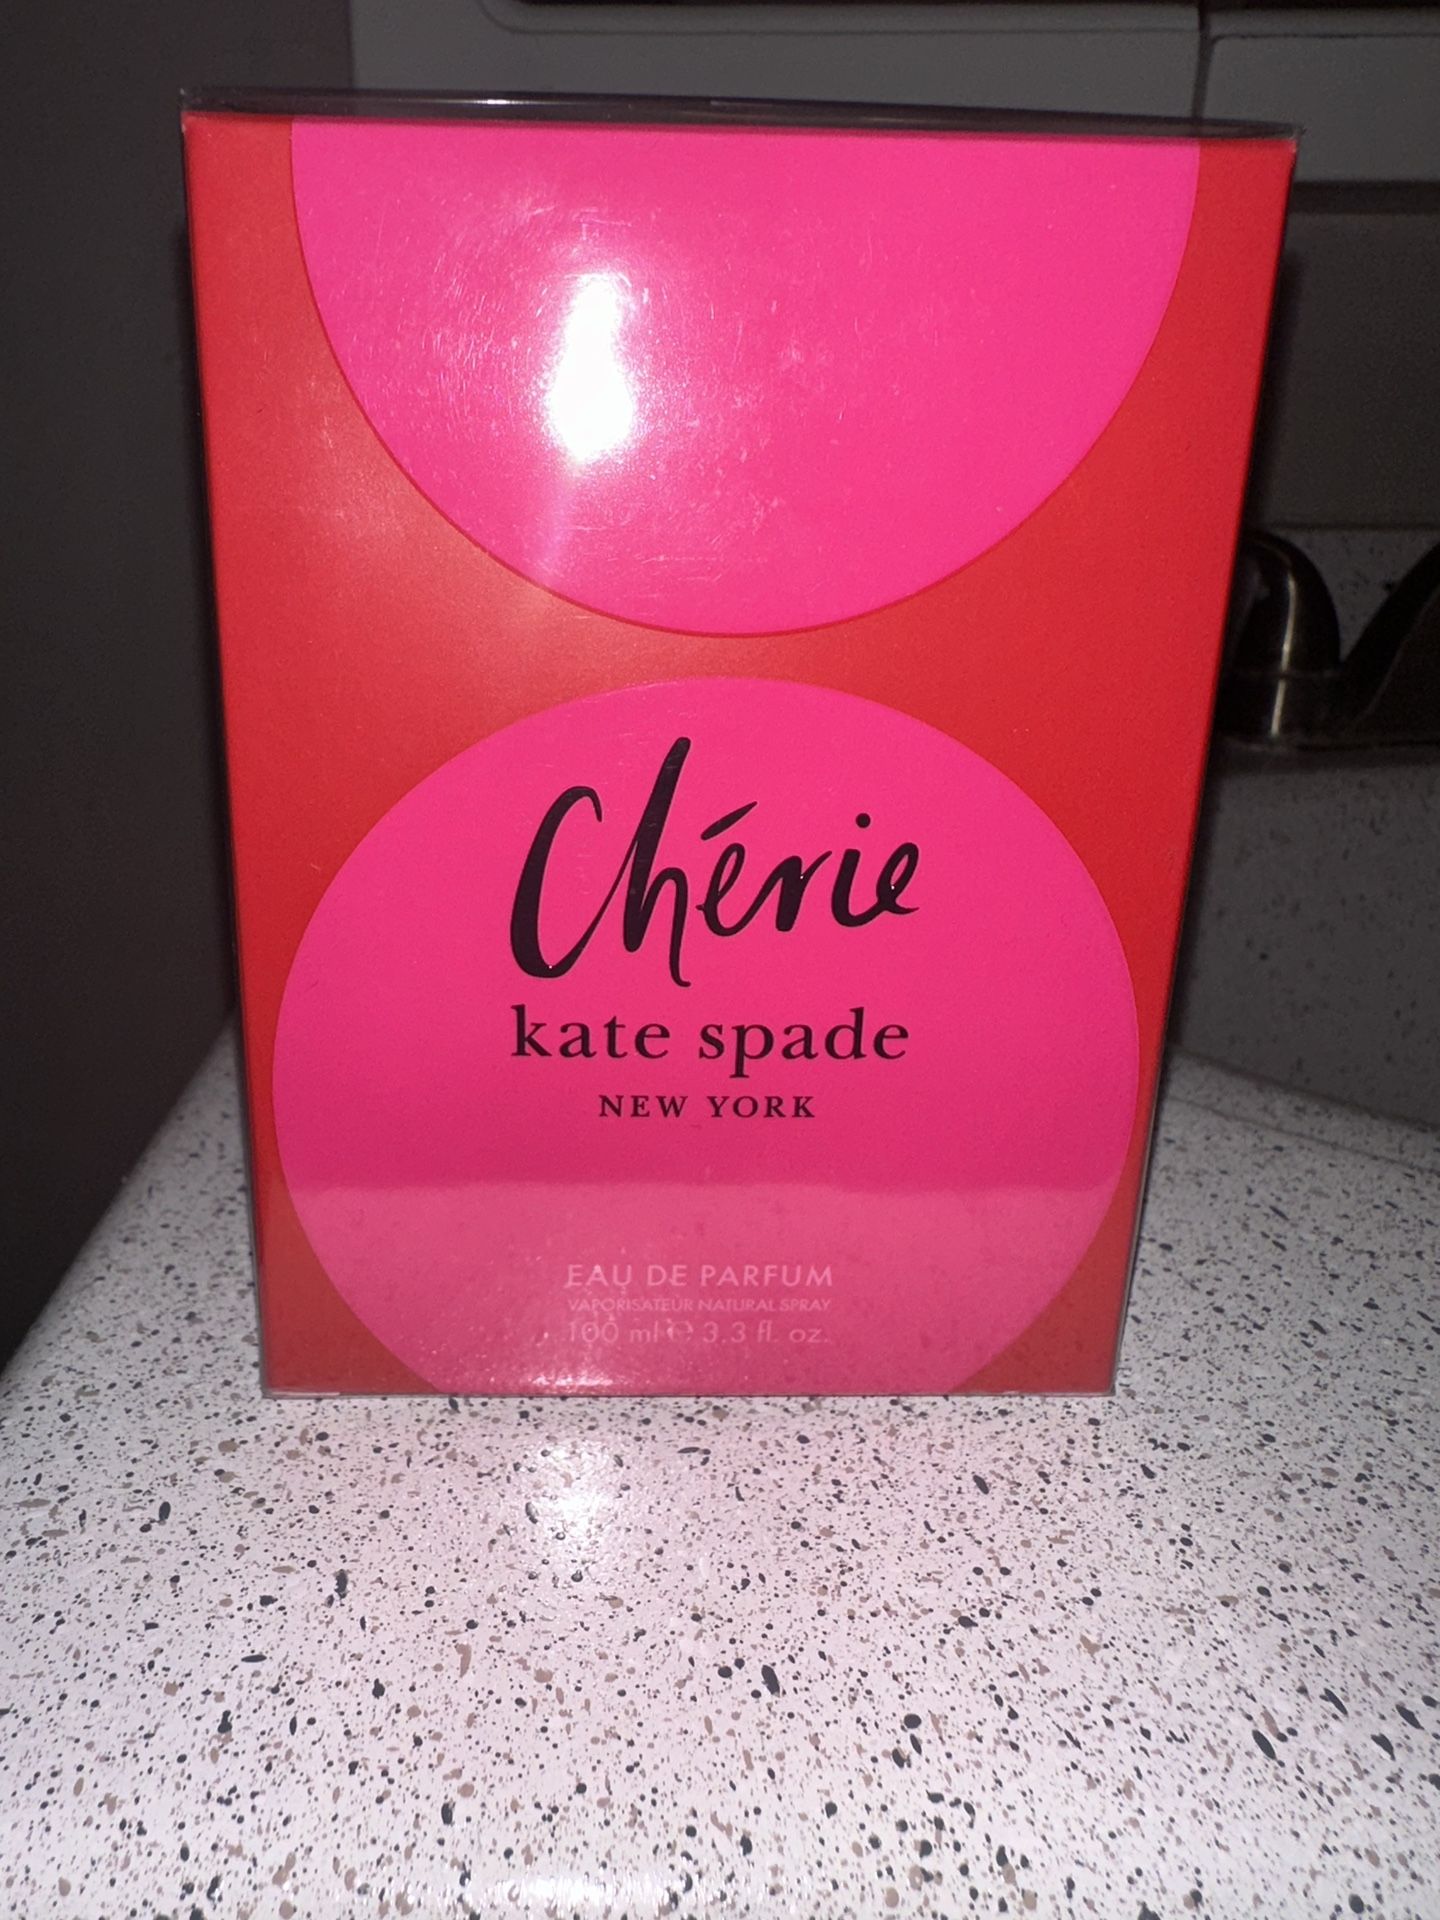 Chérie
kate spade
NEW YORK
EAU DE PARFUM
VAPORISATEUR NATURAL SPRAY
100 ml ℮ 3.3 fl. oz.